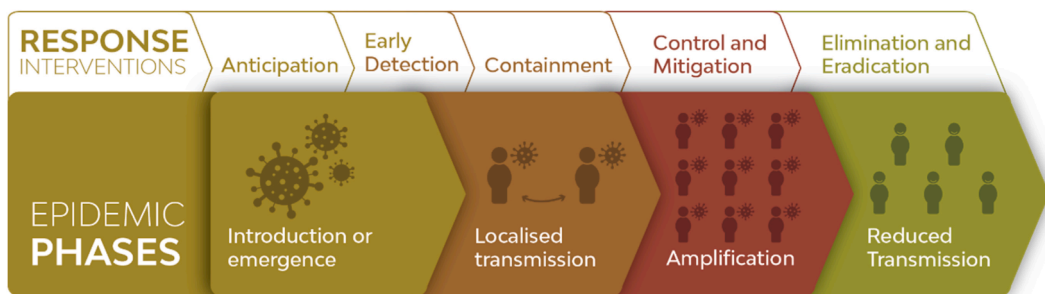 RESPONSE
INTERVENTIONS
Anticipation
Early
Detection
Containment
Control and
Mitigation
Elimination and
Eradication
EPIDEMIC
PHASES
Introduction or
emergence
Localised
transmission
Amplification
Reduced
Transmission